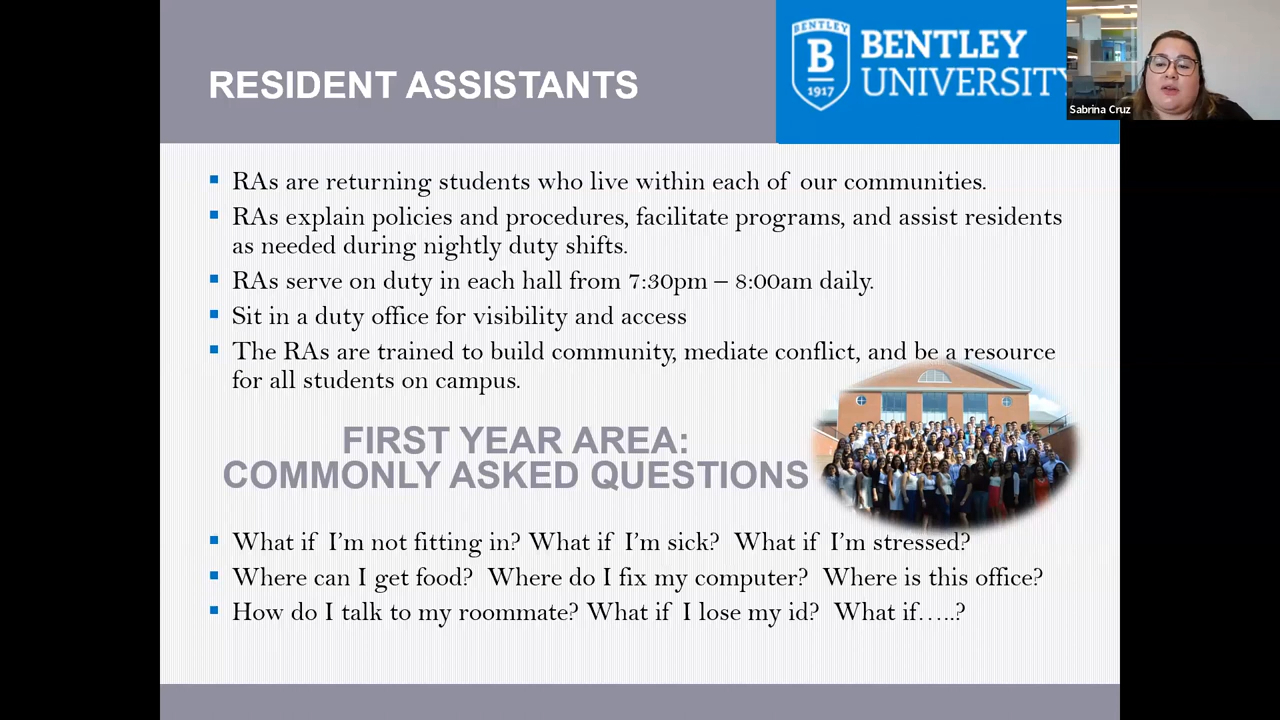 RESIDENT ASSISTANTS
BENTLEY
B
1917
BENTLEY
UNIVERSITY
Sabrina Cruz
RAs are returning students who live within each of our communities.
RAs explain policies and procedures, facilitate programs, and assist residents
as needed during nightly duty shifts.
RAs serve on duty in each hall from 7:30pm – 8:00am daily.
Sit in a duty office for visibility and access
The RAs are trained to build community, mediate conflict, and be a resource
for all students on campus.
FIRST YEAR AREA:
COMMONLY ASKED QUESTIONS
What if I'm not fitting in? What if I'm sick? What if I'm stressed?
Where can I get food? Where do I fix my computer? Where is this office?
How do I talk to my roommate? What if I lose my id? What if…..?